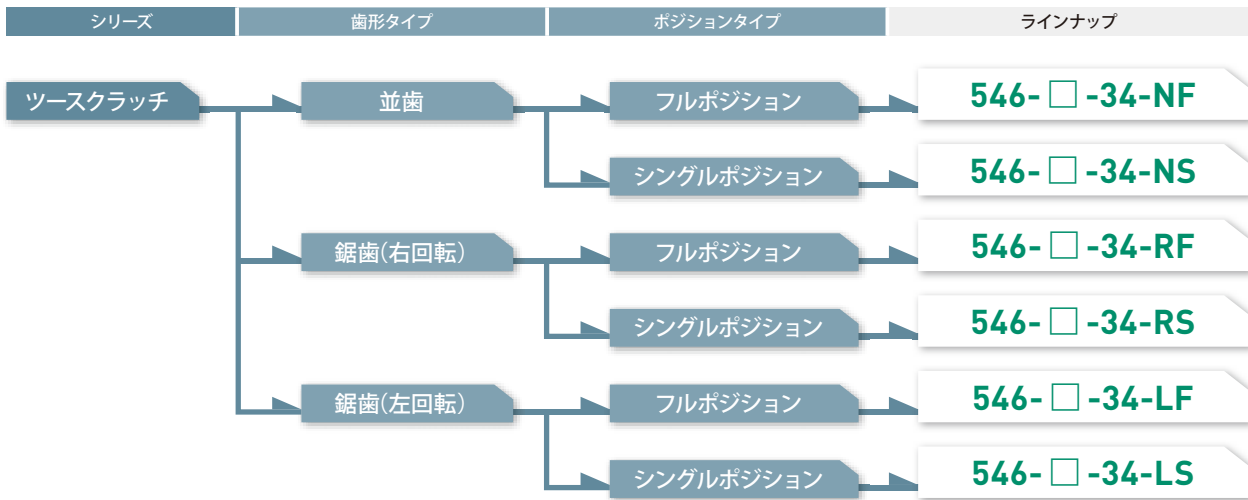 シリーズ 歯形タイプ ポジションタイプ ラインナップ
ツースクラッチ 並歯 フルポジション 546-□-34-NF
シングルポジション 546-□-34-NS
鋸歯(右回転) フルポジション 546-□-34-RF
シングルポジション 546-□-34-RS
鋸歯(左回転) フルポジション 546-□-34-LF
シングルポジション 546-□-34-LS